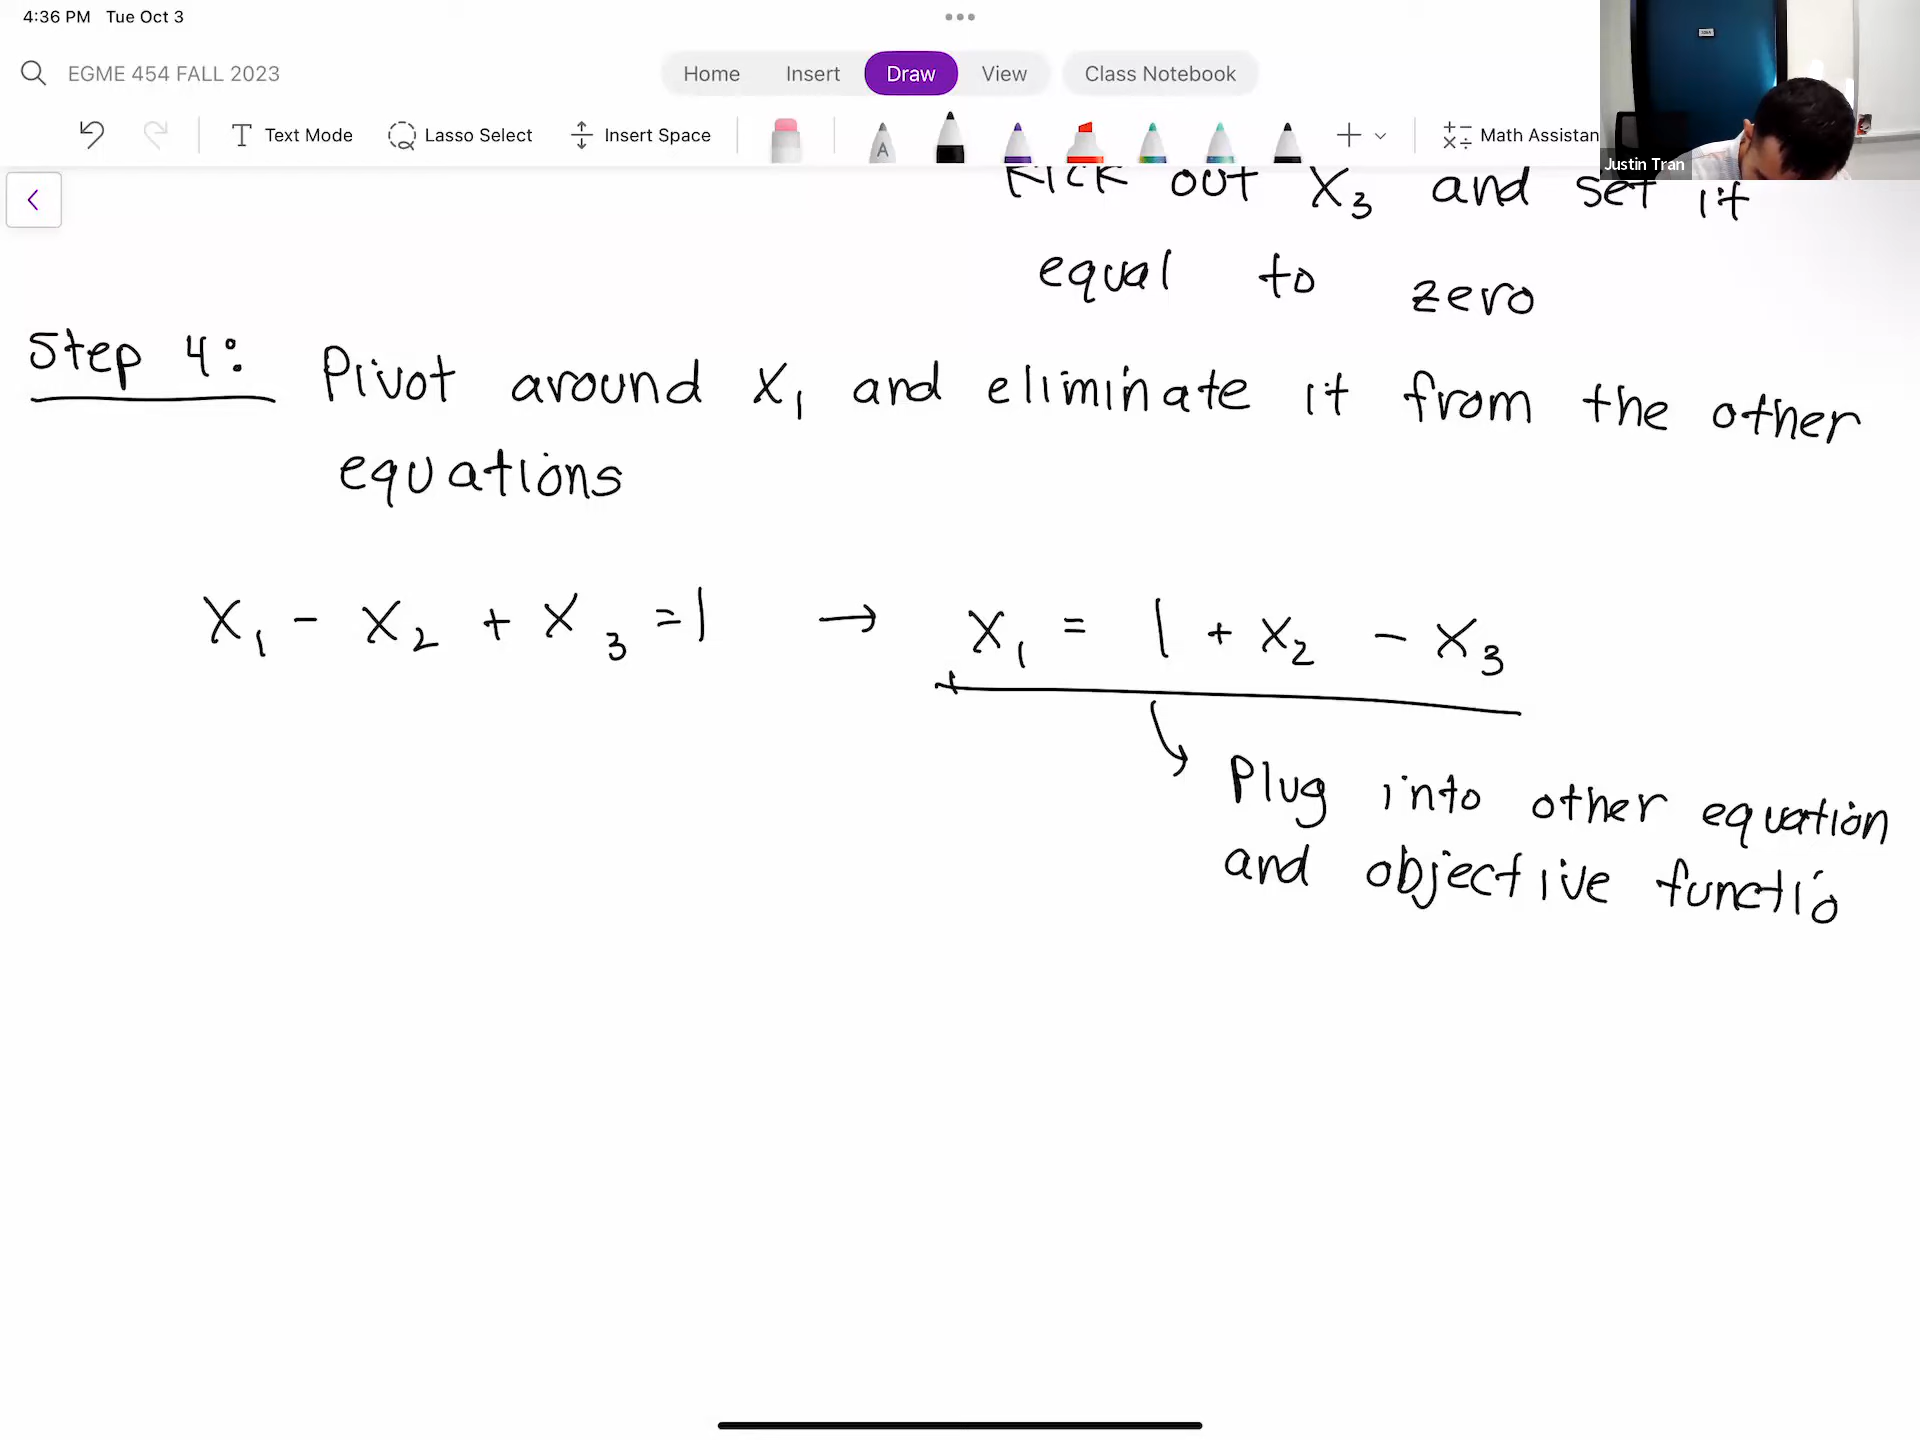 4:36 PM Tue Oct 3
EGME 454 FALL 2023
Home Insert Draw View Class Notebook
Text Mode Lasso Select Insert Space A Math Assistan
Justin Tran
Kick out X₃ and set it
equal to zero
Step 4: Pivot around X₁ and eliminate it from the other
equations
X₁ - X₂ + X₃ = 1 → X₁ = 1 + X₂ - X₃
Plug into other equation
and objective functio